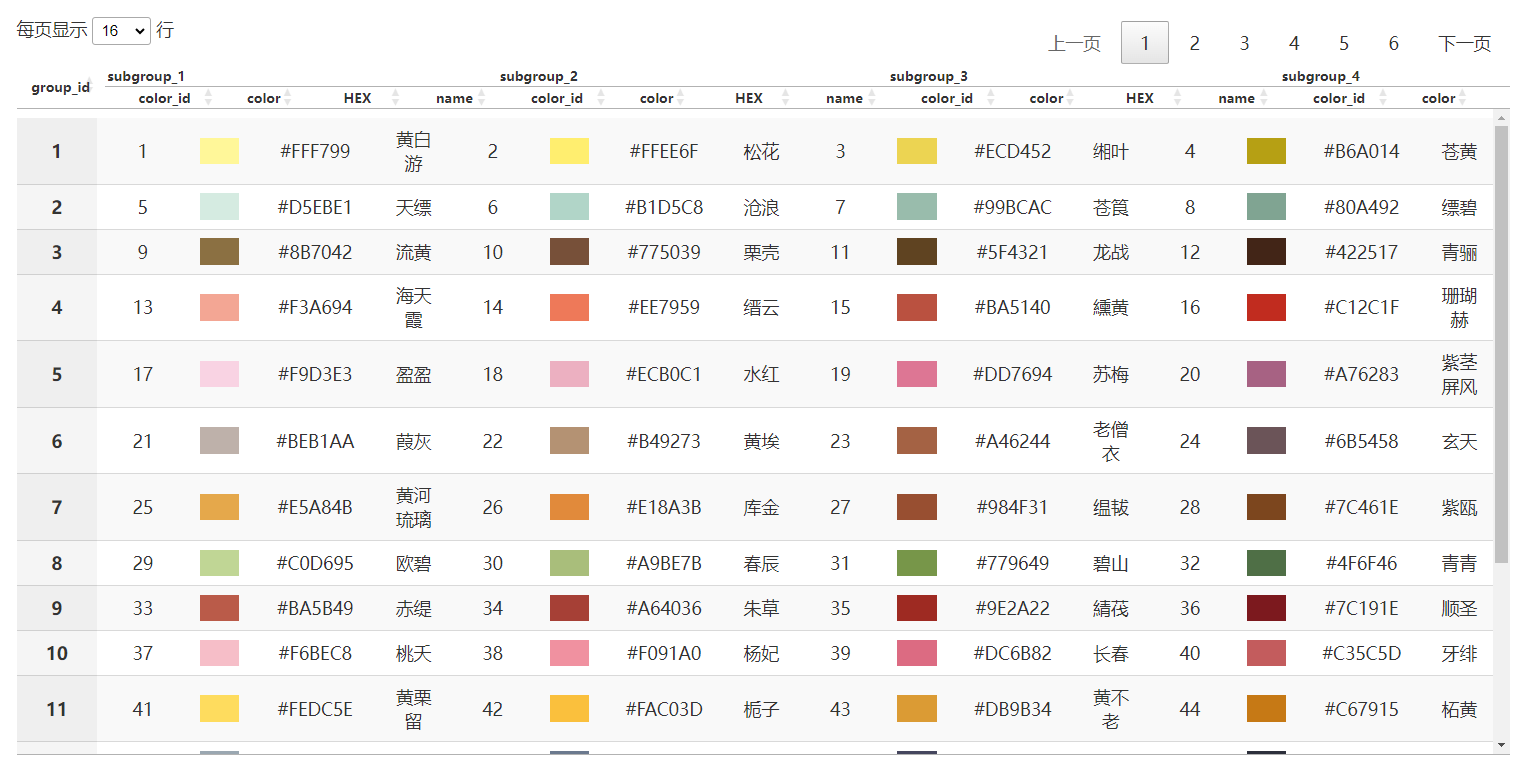 每页显示 16 行
上一页 1 2 3 4 5 6 下一页
subgroup_1 subgroup_2 subgroup_3 subgroup_4
group_id
color_id color HEX name color_id color HEX name color_id color HEX name color_id color
1 1 #FFF799 黄白游 2 #FFEE6F 松花 3 #ECD452 缃叶 4 #B6A014 苍黄
2 5 #D5EBE1 天缥 6 #B1D5C8 沧浪 7 #99BCAC 苍筤 8 #80A492 缥碧
3 9 #8B7042 流黄 10 #775039 栗壳 11 #5F4321 龙战 12 #422517 青骊
4 13 #F3A694 海天霞 14 #EE7959 缙云 15 #BA5140 纁黄 16 #C12C1F 珊瑚赫
5 17 #F9D3E3 盈盈 18 #ECB0C1 水红 19 #DD7694 苏梅 20 #A76283 紫茎屏风
6 21 #BEB1AA 葭灰 22 #B49273 黄埃 23 #A46244 老僧衣 24 #6B5458 玄天
7 25 #E5A84B 黄河琉璃 26 #E18A3B 库金 27 #984F31 缊韨 28 #7C461E 紫瓯
8 29 #C0D695 欧碧 30 #A9BE7B 春辰 31 #779649 碧山 32 #4F6F46 青青
9 33 #BA5B49 赤缇 34 #A64036 朱草 35 #9E2A22 綪茷 36 #7C191E 顺圣
10 37 #F6BEC8 桃夭 38 #F091A0 杨妃 39 #DC6B82 长春 40 #C35C5D 牙绯
11 41 #FEDC5E 黄栗留 42 #FAC03D 栀子 43 #DB9B34 黄不老 44 #C67915 柘黄